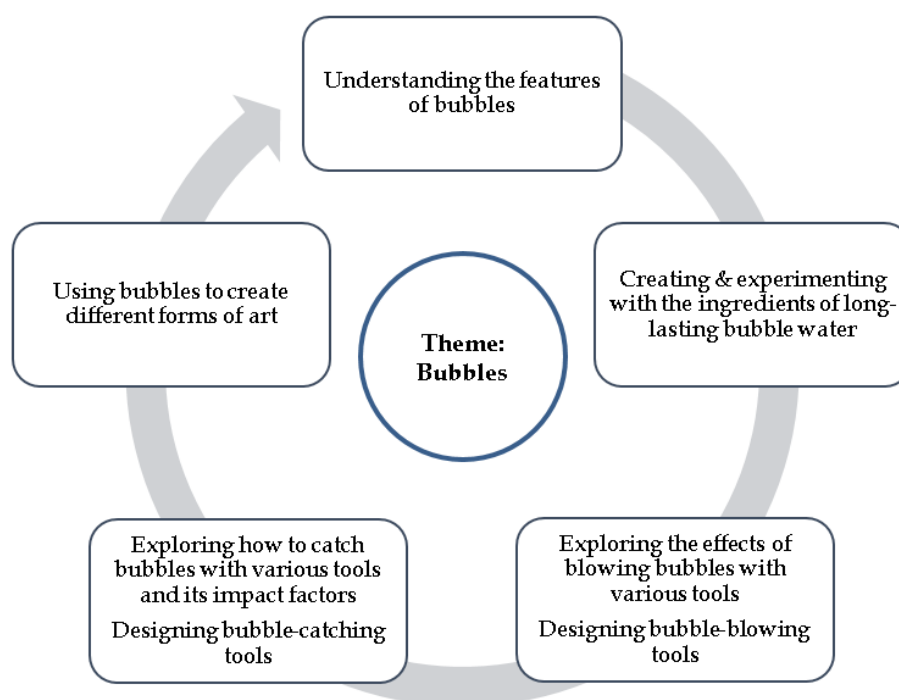 Understanding the features
of bubbles
Creating & experimenting
with the ingredients of long-
lasting bubble water
Exploring the effects of
blowing bubbles with
various tools
Designing bubble-blowing
tools
Exploring how to catch
bubbles with various tools
and its impact factors
Designing bubble-catching
tools
Using bubbles to create
different forms of art
Theme:
Bubbles